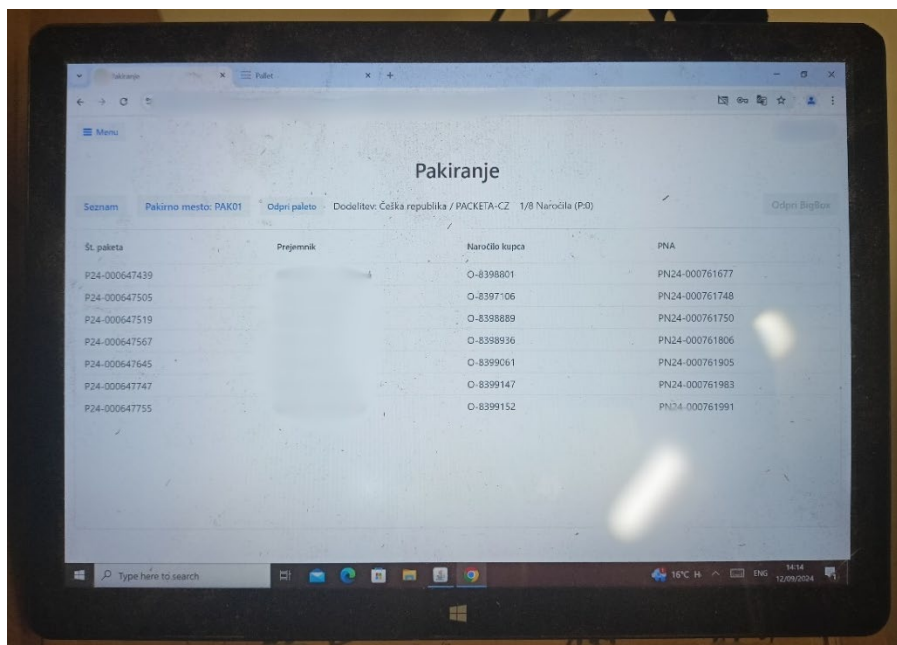 Pakiranje
Pallet
Menu
Pakiranje
Seznam Pakirno mesto: PAK01 Odpri paleto Dodelitev: Češka republika / PACKETA-CZ 1/8 Naročila (P:0) Odpri BigBox
Št. paketa Prejemnik Naročilo kupca PNA
P24-000647439 O-8398801 PN24-000761677
P24-000647505 O-8397106 PN24-000761748
P24-000647519 O-8398889 PN24-000761750
P24-000647567 O-8398936 PN24-000761806
P24-000647645 O-8399061 PN24-000761905
P24-000647747 O-8399147 PN24-000761983
P24-000647755 O-8399152 PN24-000761991
Type here to search 16°C ENG 14:14
12/09/2024